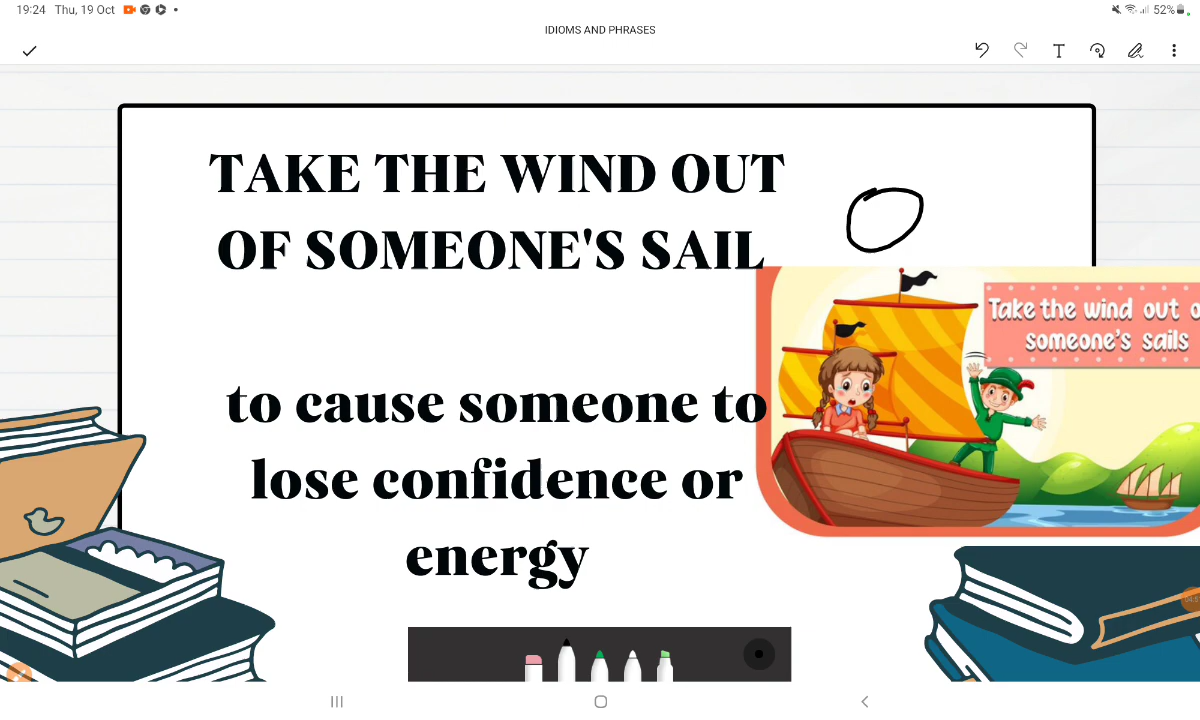 19:24 Thu, 19 Oct
52%
IDIOMS AND PHRASES
T
TAKE THE WIND OUT
OF SOMEONE'S SAIL
Take the wind out o
someone's sails
to cause someone to
lose confidence or
energy